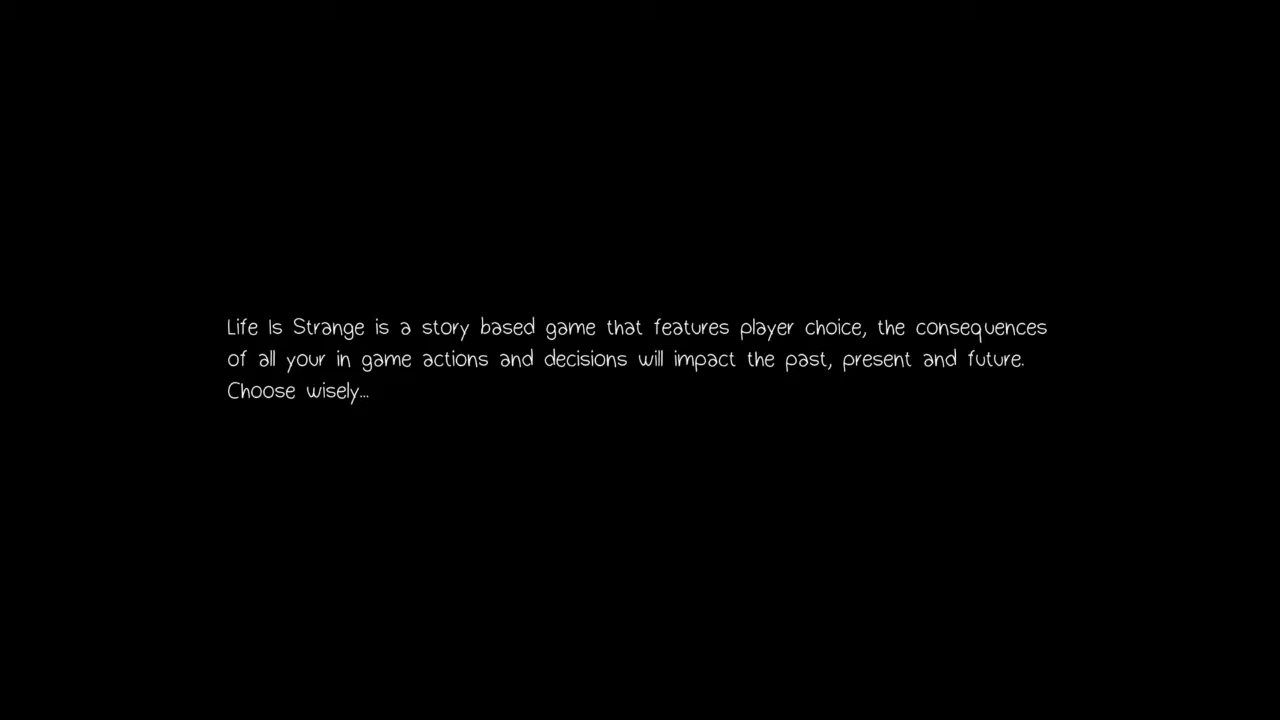 Life Is Strange is a story based game that features player choice, the consequences
of all your in game actions and decisions will impact the past, present and future.
Choose wisely...